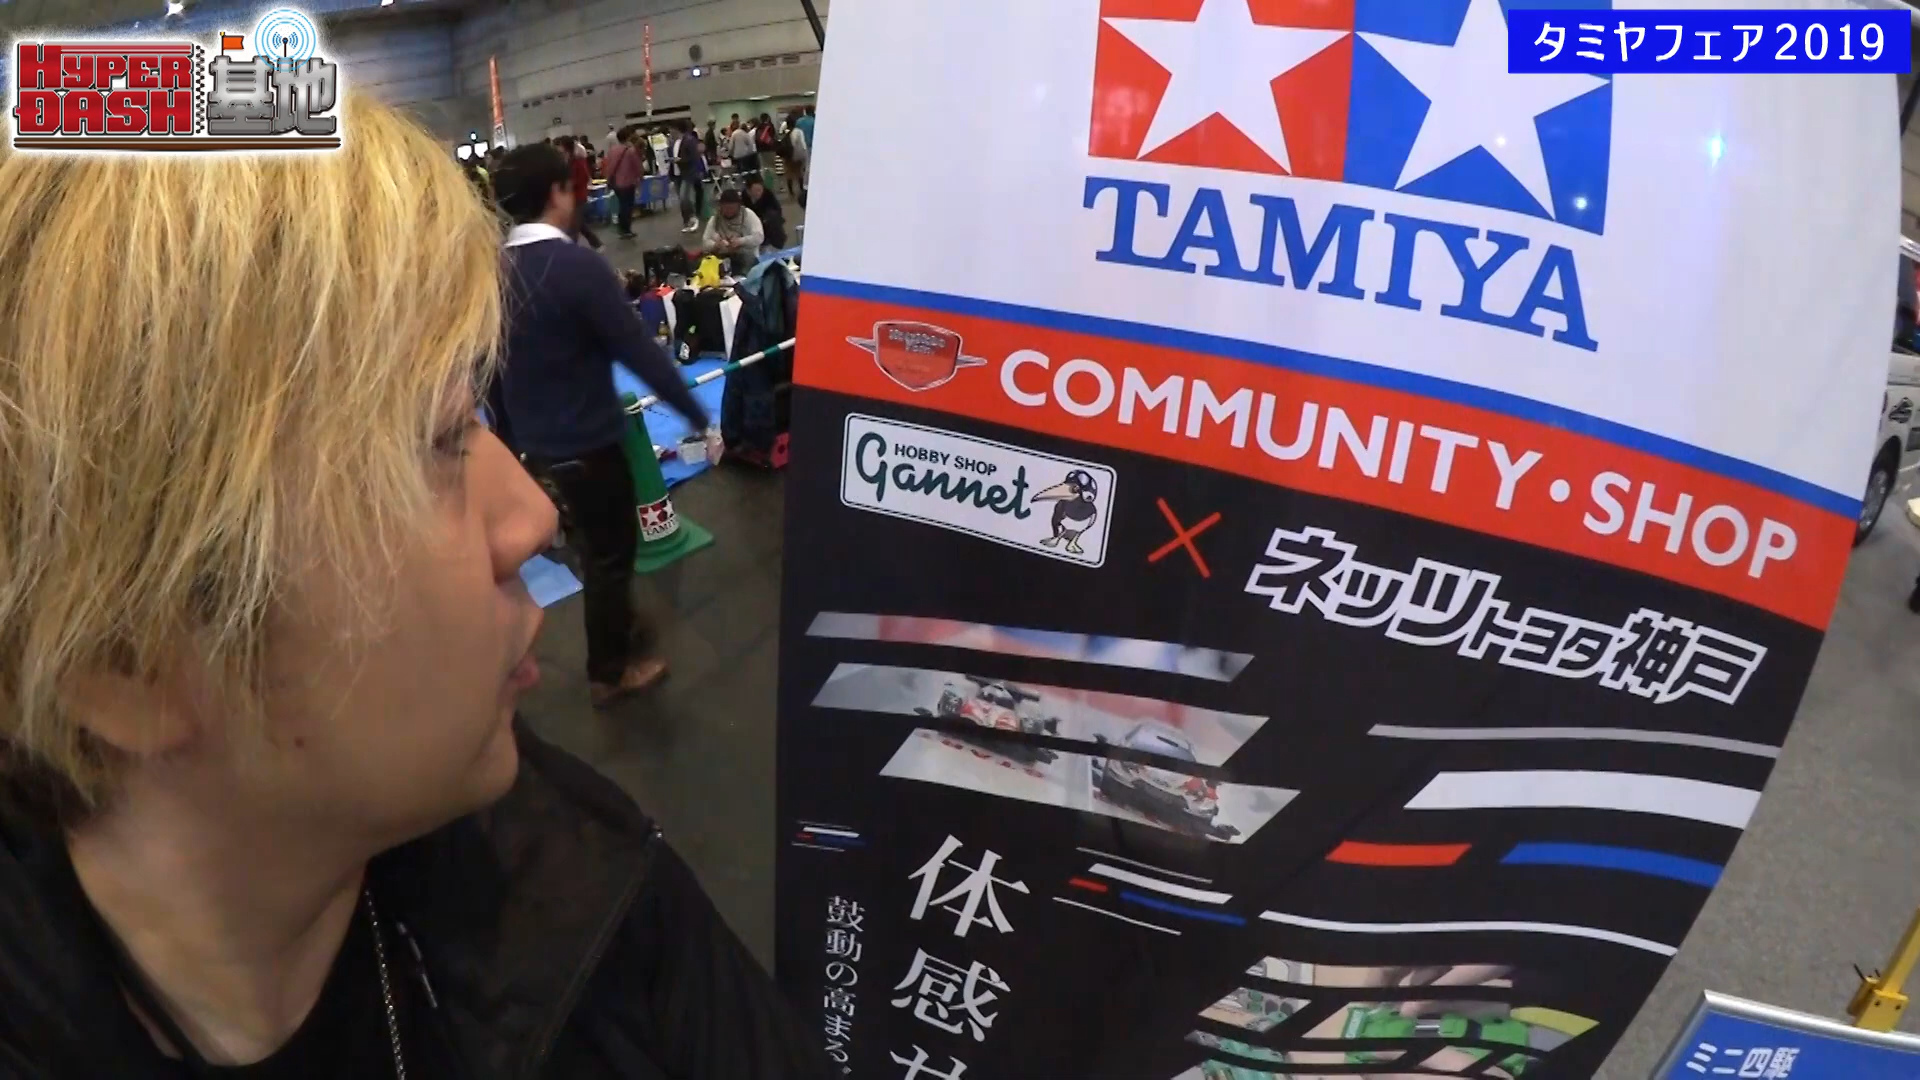 HYPER
DASH
基地
タミヤフェア2019
TAMIYA
COMMUNITY・SHOP
HOBBY SHOP
Gannet
×
ネッツトヨタ神戸
TAMIYA
体感せ
鼓動の高まる。
ミニ四駆